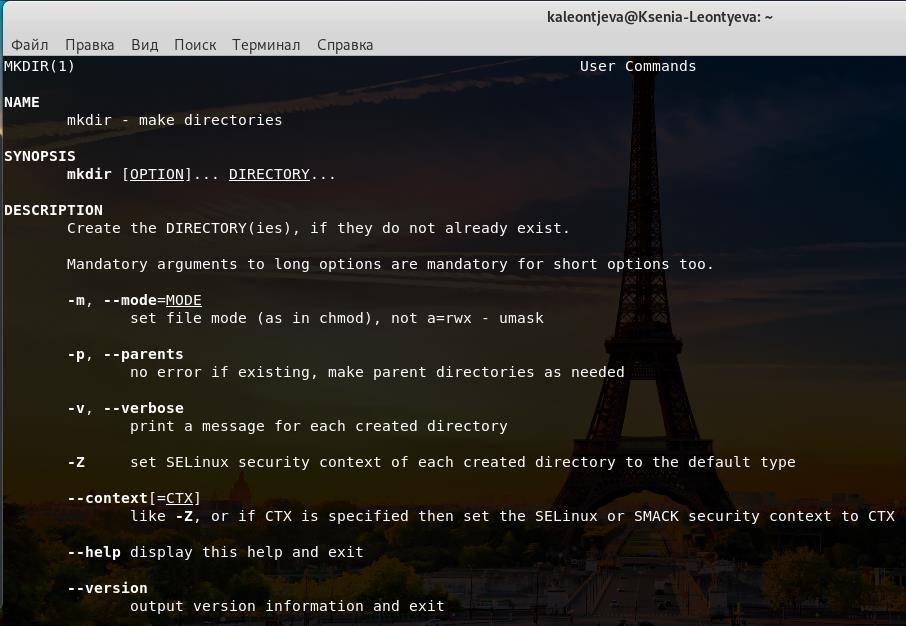 kaleontjeva@Ksenia-Leontyeva: ~
Файл Правка Вид Поиск Терминал Справка
MKDIR(1) User Commands
NAME
mkdir - make directories
SYNOPSIS
mkdir [OPTION]... DIRECTORY...
DESCRIPTION
Create the DIRECTORY(ies), if they do not already exist.
Mandatory arguments to long options are mandatory for short options too.
-m, --mode=MODE
set file mode (as in chmod), not a=rwx - umask
-p, --parents
no error if existing, make parent directories as needed
-v, --verbose
print a message for each created directory
-Z set SELinux security context of each created directory to the default type
--context[=CTX]
like -Z, or if CTX is specified then set the SELinux or SMACK security context to CTX
--help display this help and exit
--version
output version information and exit